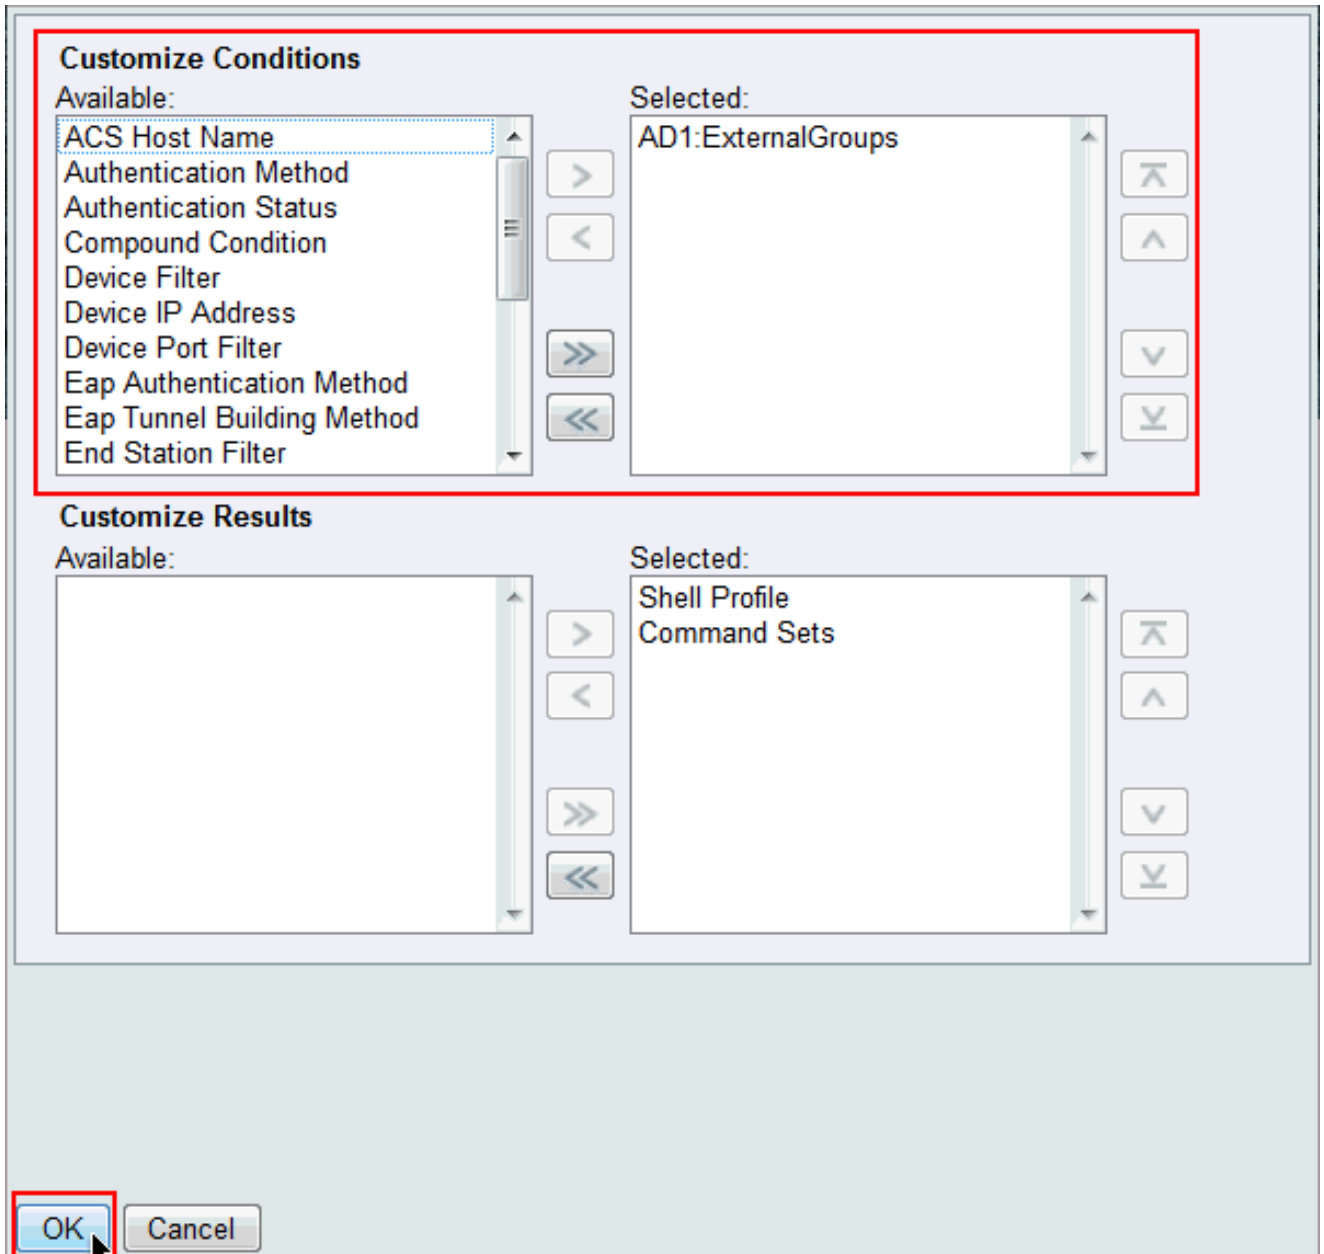 Customize Conditions
Available:
Selected:
ACS Host Name
Authentication Method
Authentication Status
Compound Condition
Device Filter
Device IP Address
Device Port Filter
Eap Authentication Method
Eap Tunnel Building Method
End Station Filter
AD1:ExternalGroups
Customize Results
Available:
Selected:
Shell Profile
Command Sets
OK
Cancel